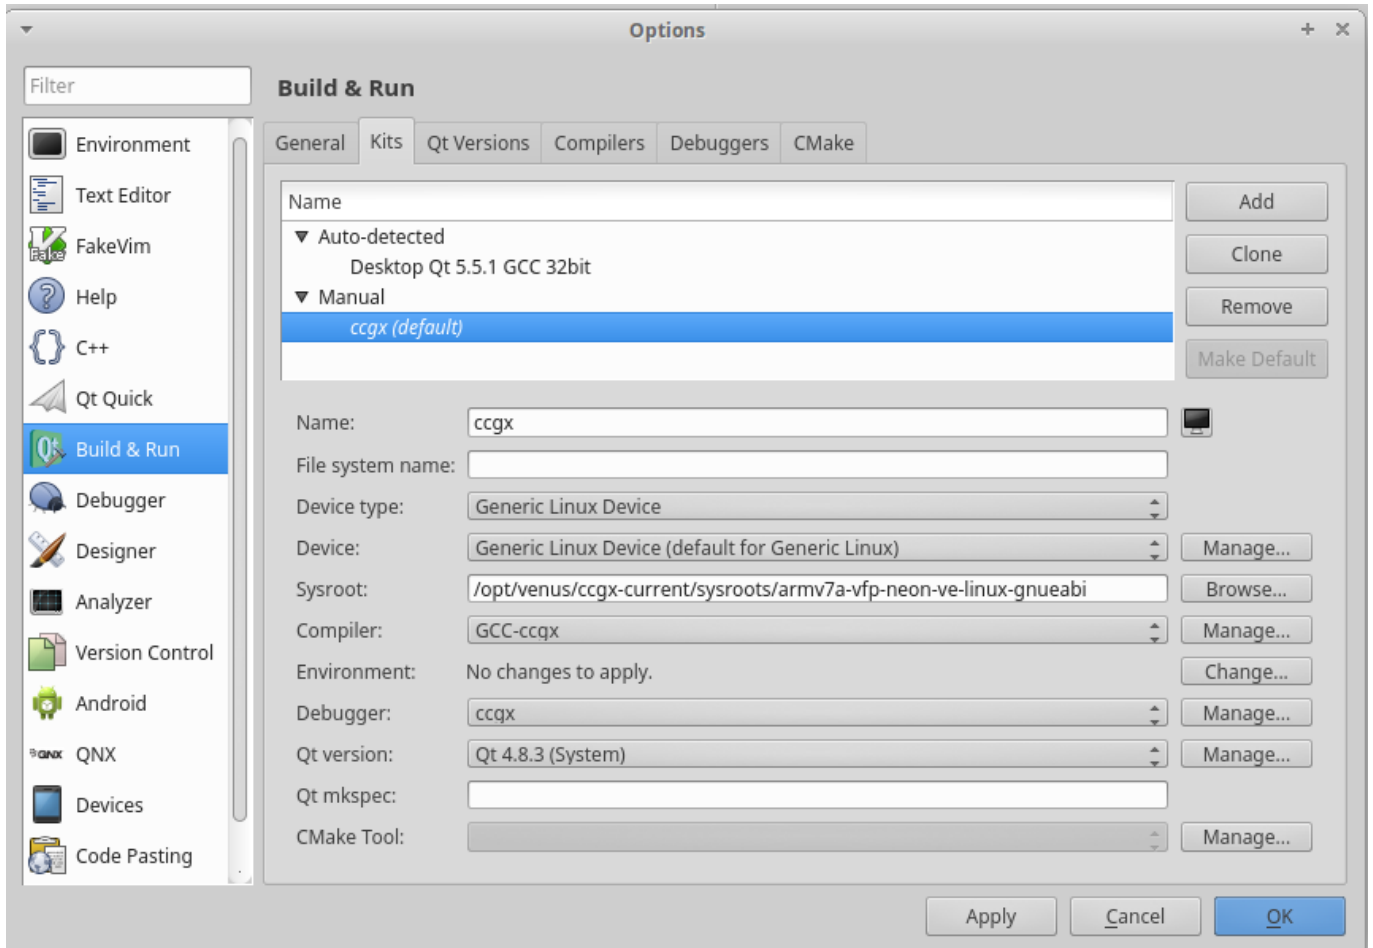 Options
Filter
Build & Run
Environment
Text Editor
FakeVim
Help
C++
Qt Quick
Build & Run
Debugger
Designer
Analyzer
Version Control
Android
QNX
Devices
Code Pasting
General Kits Qt Versions Compilers Debuggers CMake
Name
Auto-detected
Desktop Qt 5.5.1 GCC 32bit
Manual
ccgx (default)
Add
Clone
Remove
Make Default
Name: ccgx
File system name:
Device type: Generic Linux Device
Device: Generic Linux Device (default for Generic Linux) Manage...
Sysroot: /opt/venus/ccgx-current/sysroots/armv7a-vfp-neon-ve-linux-gnueabi Browse...
Compiler: GCC-ccgx Manage...
Environment: No changes to apply. Change...
Debugger: ccgx Manage...
Qt version: Qt 4.8.3 (System) Manage...
Qt mkspec:
CMake Tool: Manage...
Apply Cancel OK